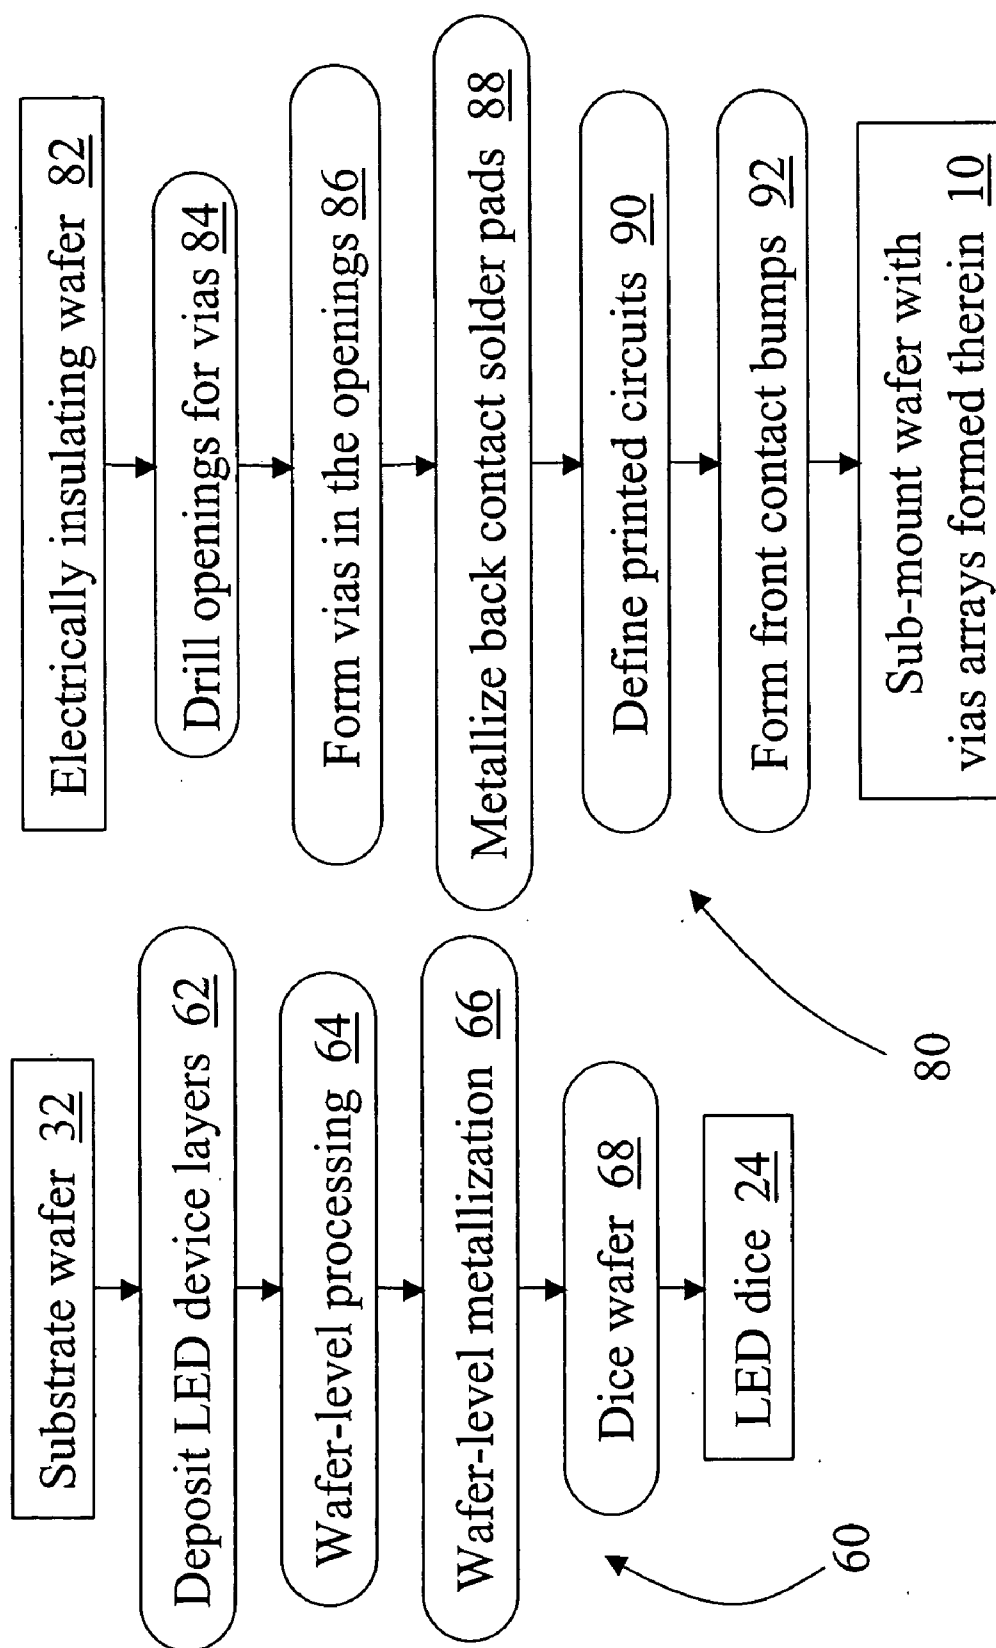 Substrate wafer 32
Deposit LED device layers 62
Wafer-level processing 64
Wafer-level metallization 66
Dice wafer 68
LED dice 24
60
Electrically insulating wafer 82
Drill openings for vias 84
Form vias in the openings 86
Metallize back contact solder pads 88
Define printed circuits 90
Form front contact bumps 92
Sub-mount wafer with
vias arrays formed therein 10
80